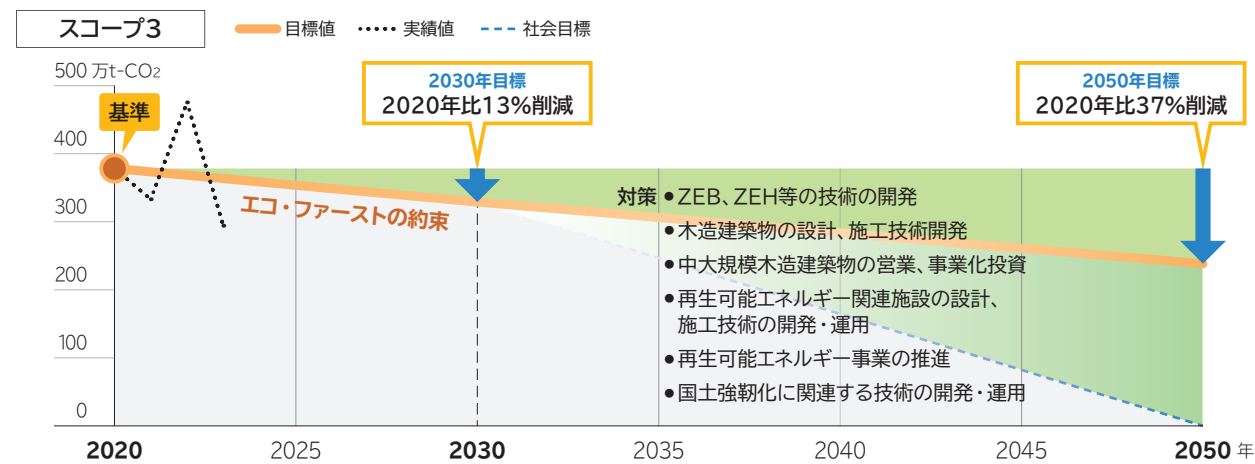 スコープ3
目標値
実績値
社会目標
500 万t-CO2
400
300
200
100
0
基準
2030年目標
2020年比13%削減
2050年目標
2020年比37%削減
エコ・ファーストの約束
対策 ●ZEB、ZEH等の技術の開発
●木造建築物の設計、施工技術開発
●中大規模木造建築物の営業、事業化投資
●再生可能エネルギー関連施設の設計、
施工技術の開発・運用
●再生可能エネルギー事業の推進
●国土強靭化に関連する技術の開発・運用
2020 2025 2030 2035 2040 2045 2050 年